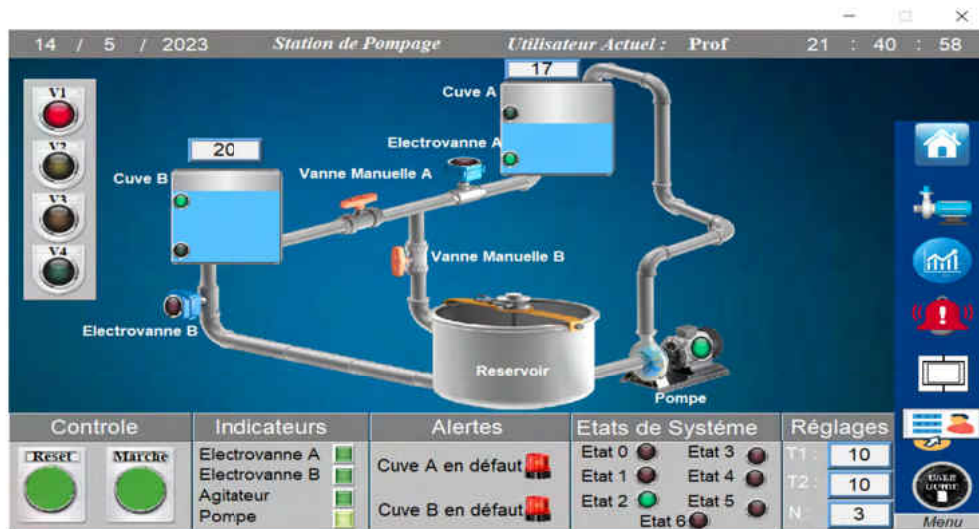 14 / 5 / 2023 Station de Pompage Utilisateur Actuel : Prof 21 : 40 : 58
17
Cuve A
V1
Electrovanne A
V2
20
Vanne Manuelle A
Cuve B
V3
V4
Vanne Manuelle B
Electrovanne B
Reservoir
Pompe
Controle
Reset
Marche
Indicateurs
Electrovanne A
Electrovanne B
Agitateur
Pompe
Alertes
Cuve A en défaut
Cuve B en défaut
Etats de Systéme
Etat 0
Etat 3
Etat 1
Etat 4
Etat 2
Etat 5
Etat 6
Réglages
T1 : 10
T2 : 10
N : 3
Menu